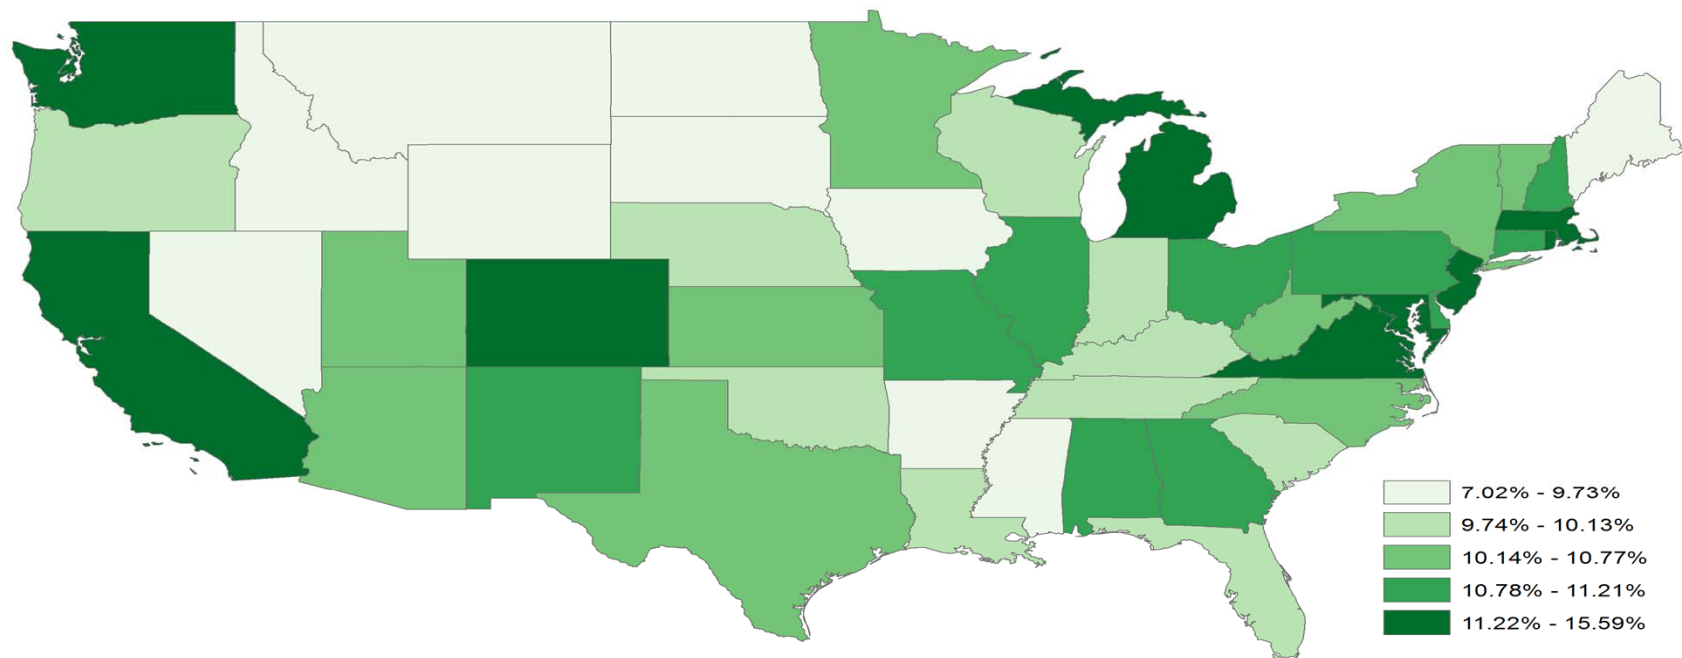 7.02% - 9.73%
9.74% - 10.13%
10.14% - 10.77%
10.78% - 11.21%
11.22% - 15.59%